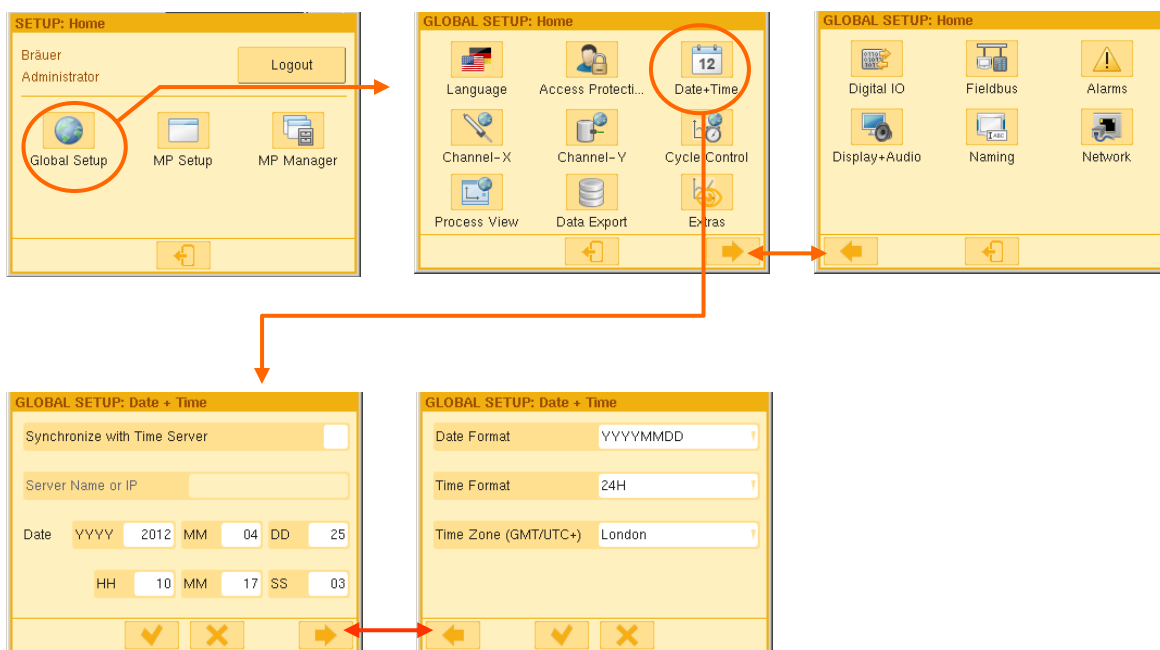 SETUP: Home
Bräuer
Administrator
Logout
Global Setup
MP Setup
MP Manager
GLOBAL SETUP: Home
12
Language
Access Protecti...
Date+Time
Channel-X
Channel-Y
Cycle Control
Process View
Data Export
Extras
GLOBAL SETUP: Home
Digital IO
Fieldbus
Alarms
ABC
Display+Audio
Naming
Network
GLOBAL SETUP: Date + Time
Synchronize with Time Server
Server Name or IP
Date YYYY 2012 MM 04 DD 25
HH 10 MM 17 SS 03
GLOBAL SETUP: Date + Time
Date Format YYYYMMDD
Time Format 24H
Time Zone (GMT/UTC+) London